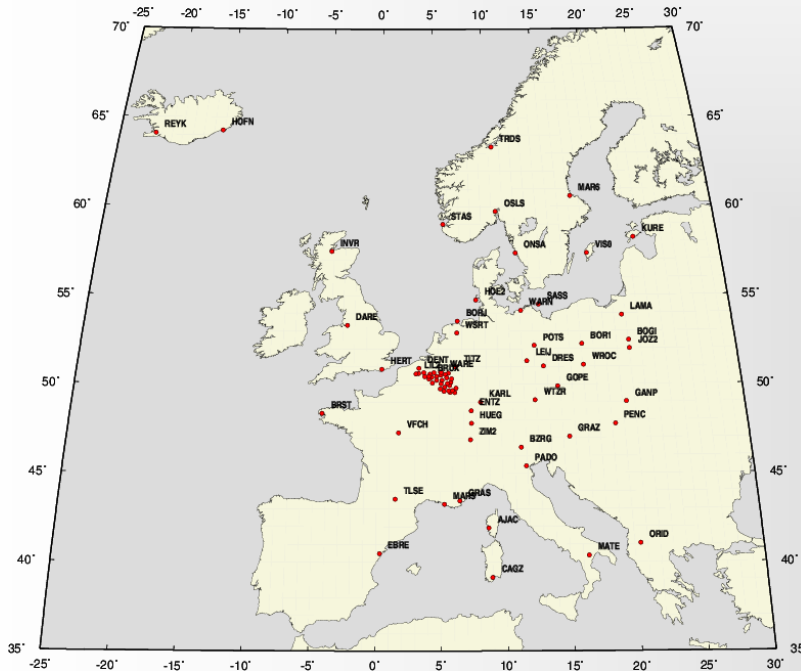 -25˚ -20˚ -15˚ -10˚ -5˚ 0˚ 5˚ 10˚ 15˚ 20˚ 25˚ 30˚
70˚ 70˚
65˚ 65˚
REYK HOFN
TRDS
60˚ 60˚
MAR6
OSLS
STAS
KURE
INVR ONSA VIS0
55˚ 55˚
HOE2 SASS
WARN
LAMA
DARE BORJ
WSRT
BOGI
POTS BOR1
JOZ2
HERT DENT TITZ LEIJ DRES WROC
LILL BRUX WARE
50˚ 50˚
GOPE
KARL WTZR GANP
ENTZ
BRST HUEG PENC
VFCH ZIM2 GRAZ
BZRG
45˚ 45˚
PADO
TLSE MARS GRAS
AJAC
ORID
40˚ EBRE MATE 40˚
CAGZ
35˚ 35˚
-25˚ -20˚ -15˚ -10˚ -5˚ 0˚ 5˚ 10˚ 15˚ 20˚ 25˚ 30˚